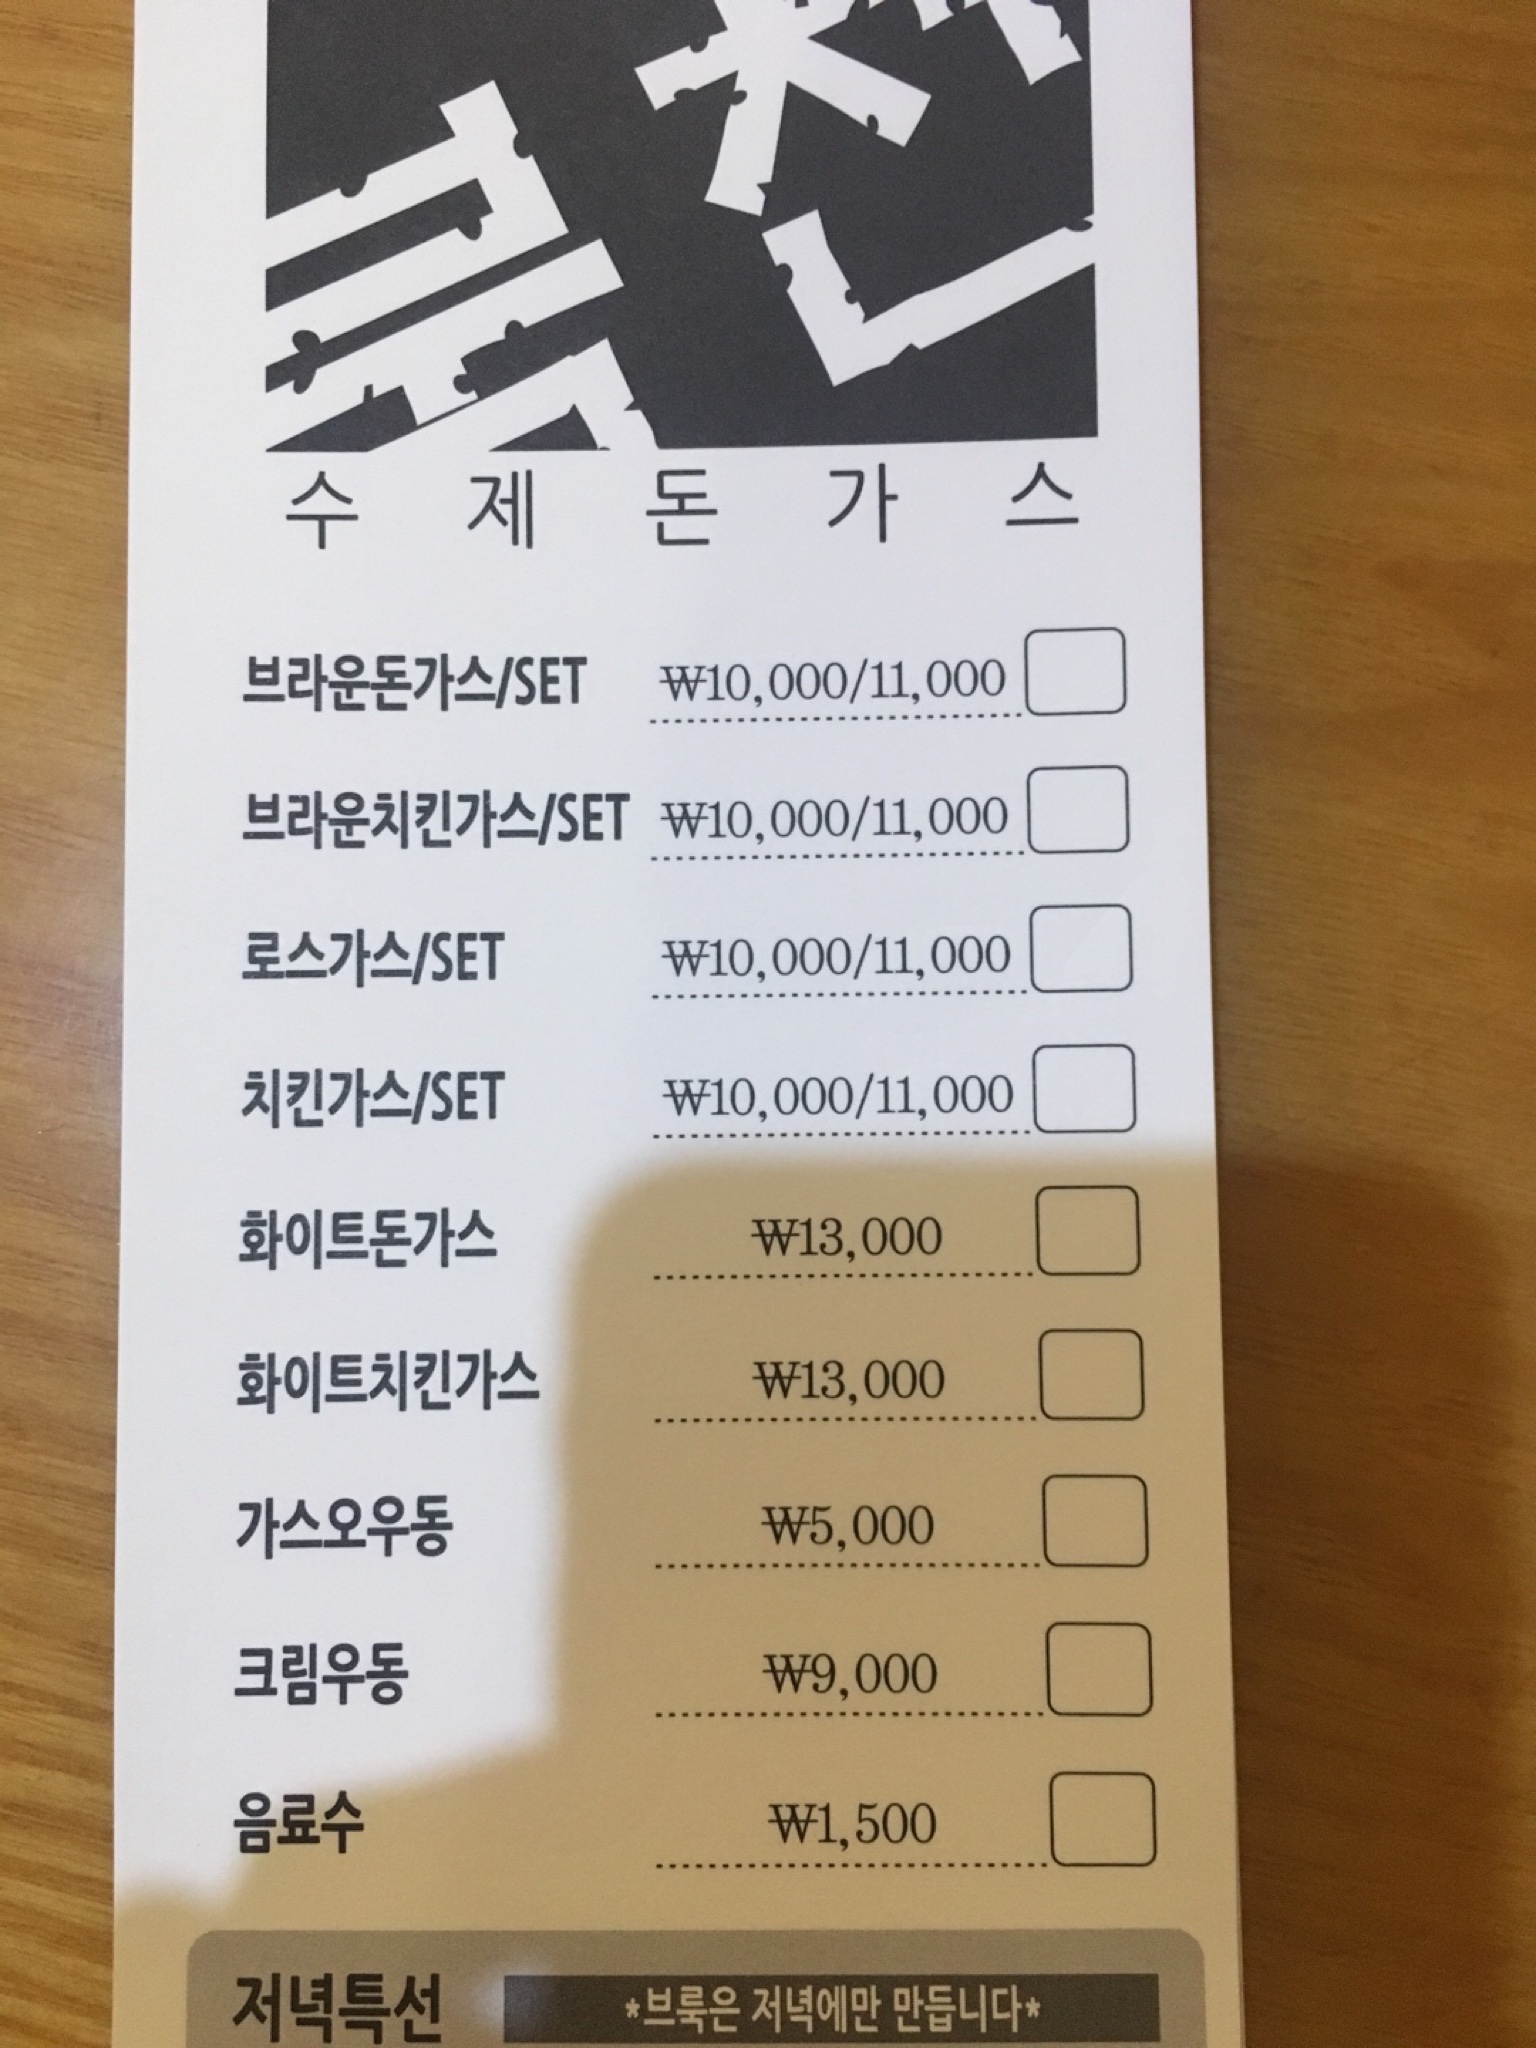 수 제 돈 가 스
브라운돈가스/SET ₩10,000/11,000
브라운치킨가스/SET ₩10,000/11,000
로스가스/SET ₩10,000/11,000
치킨가스/SET ₩10,000/11,000
화이트돈가스 ₩13,000
화이트치킨가스 ₩13,000
가스오우동 ₩5,000
크림우동 ₩9,000
음료수 ₩1,500
저녁특선 *브룩은 저녁에만 만듭니다*